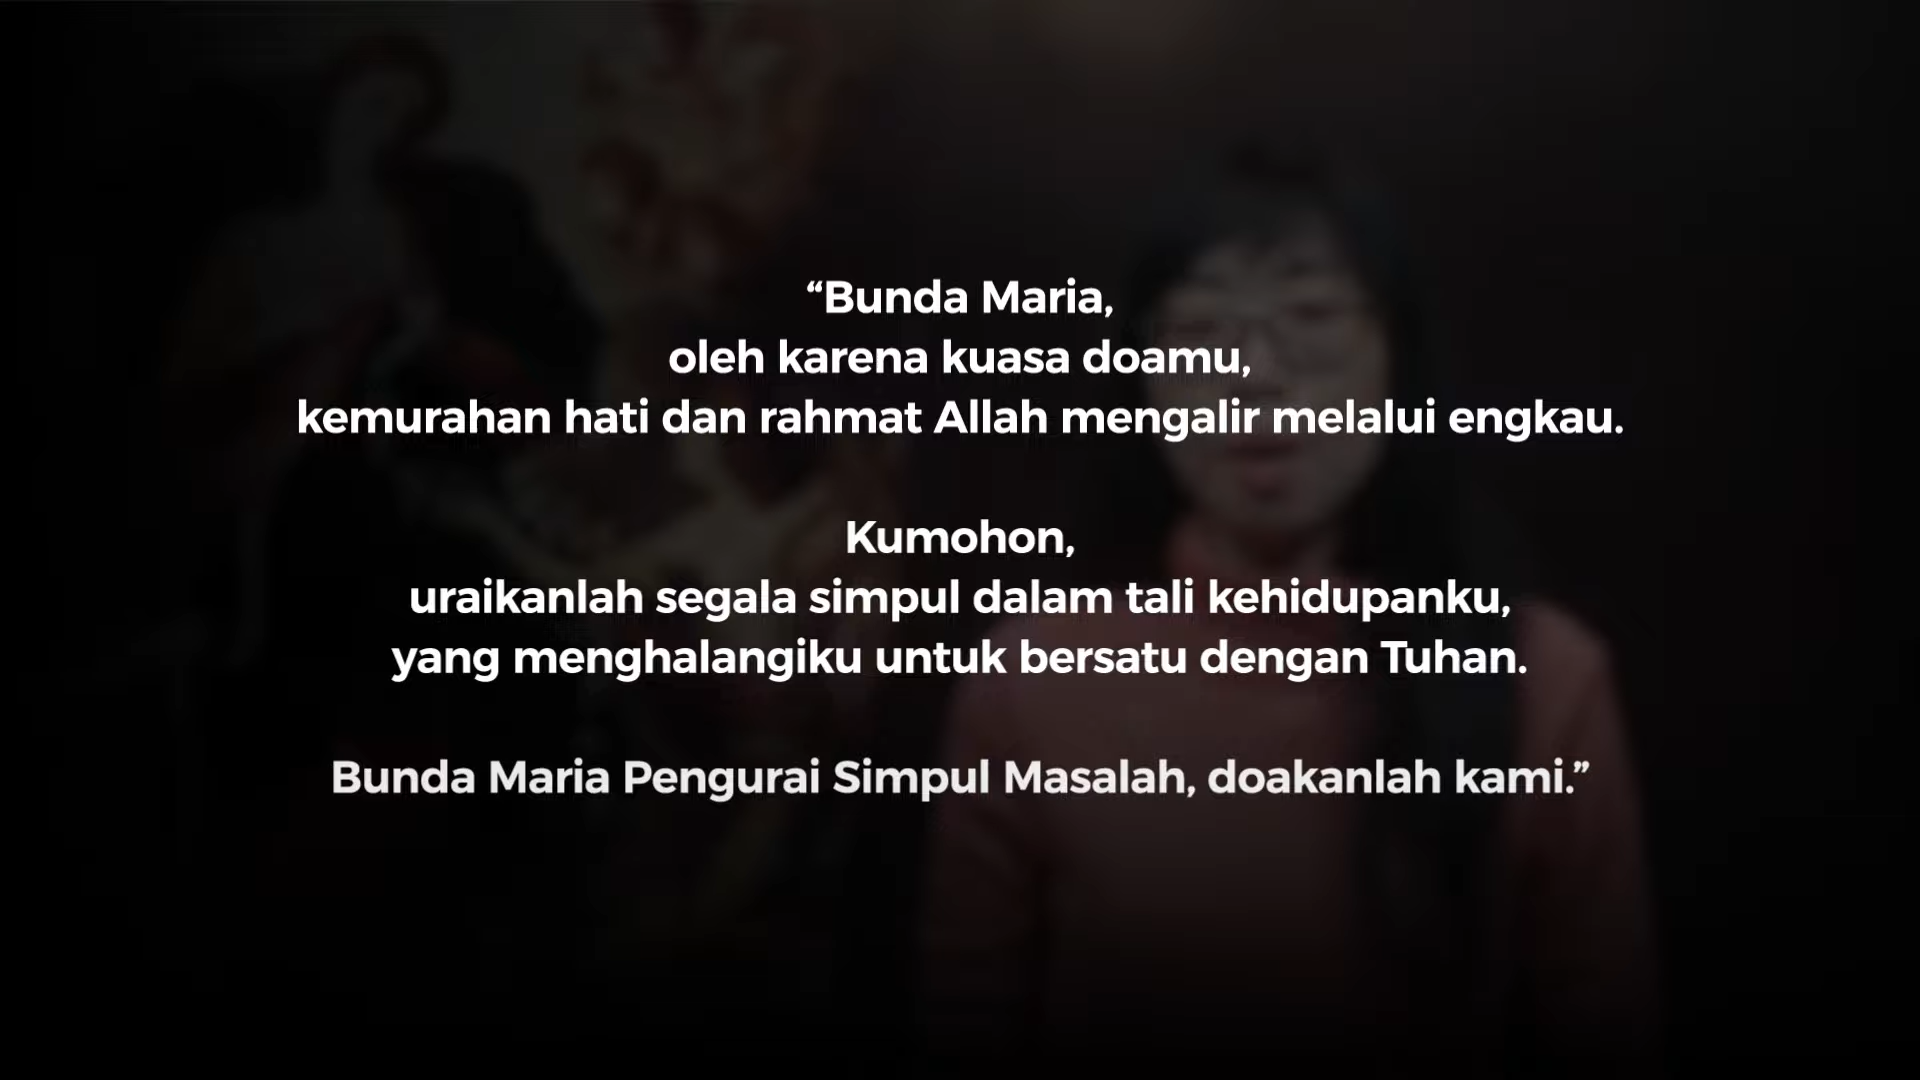 “Bunda Maria,
oleh karena kuasa doamu,
kemurahan hati dan rahmat Allah mengalir melalui engkau.
Kumohon,
uraikanlah segala simpul dalam tali kehidupanku,
yang menghalangiku untuk bersatu dengan Tuhan.
Bunda Maria Pengurai Simpul Masalah, doakanlah kami.”